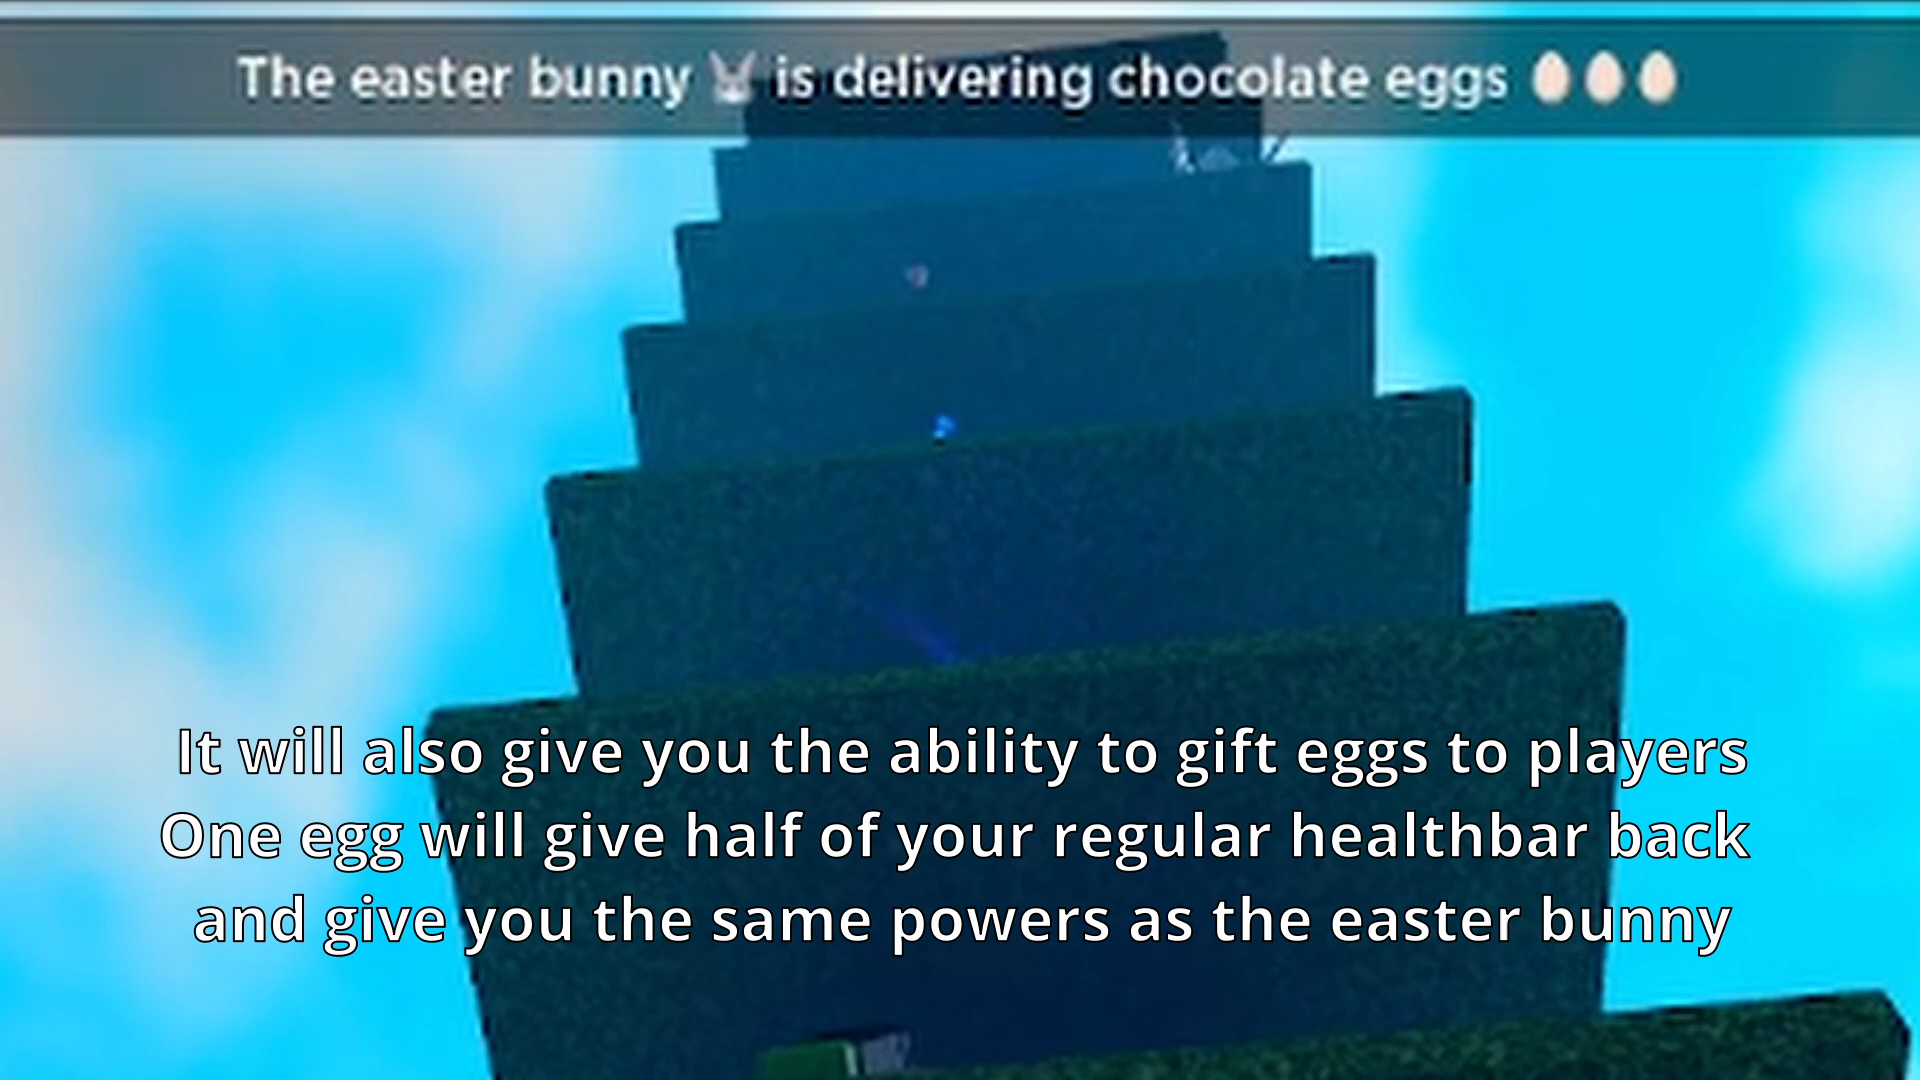 The easter bunny 🐰 is delivering chocolate eggs 🥚🥚🥚
It will also give you the ability to gift eggs to players
One egg will give half of your regular healthbar back
and give you the same powers as the easter bunny